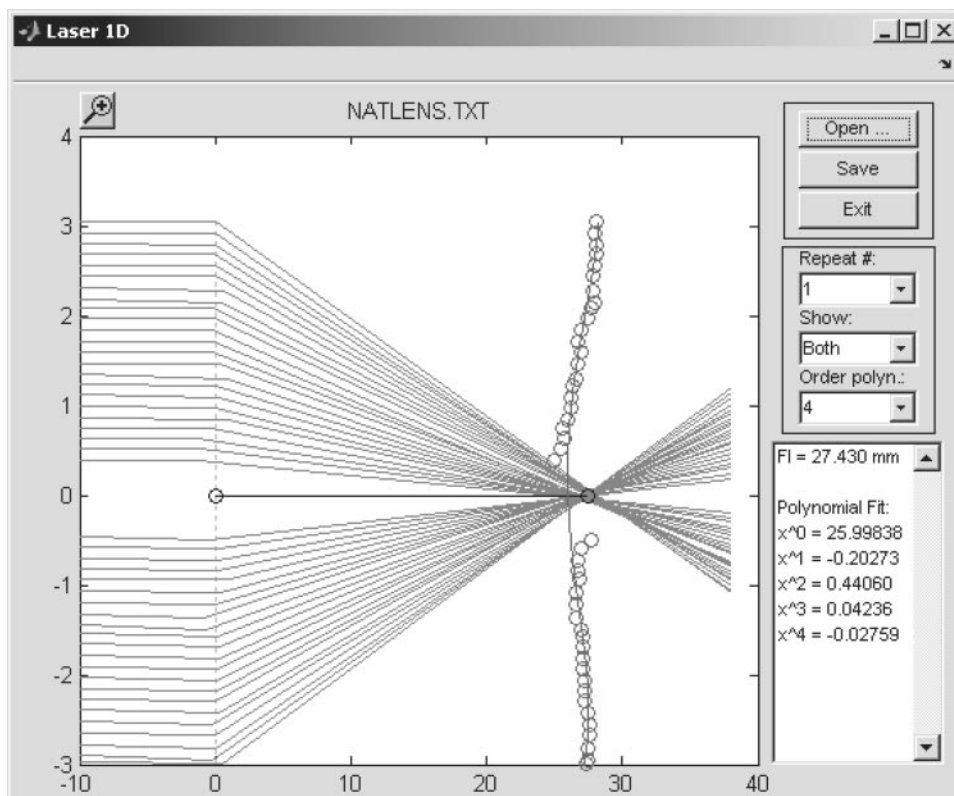 Laser 1D
NATLENS.TXT
4
3
2
1
0
-1
-2
-3
-10
0
10
20
30
40
Open ...
Save
Exit
Repeat #:
1
Show:
Both
Order polyn.:
4
Fl = 27.430 mm
Polynomial Fit:
x^0 = 25.99838
x^1 = -0.20273
x^2 = 0.44060
x^3 = 0.04236
x^4 = -0.02759